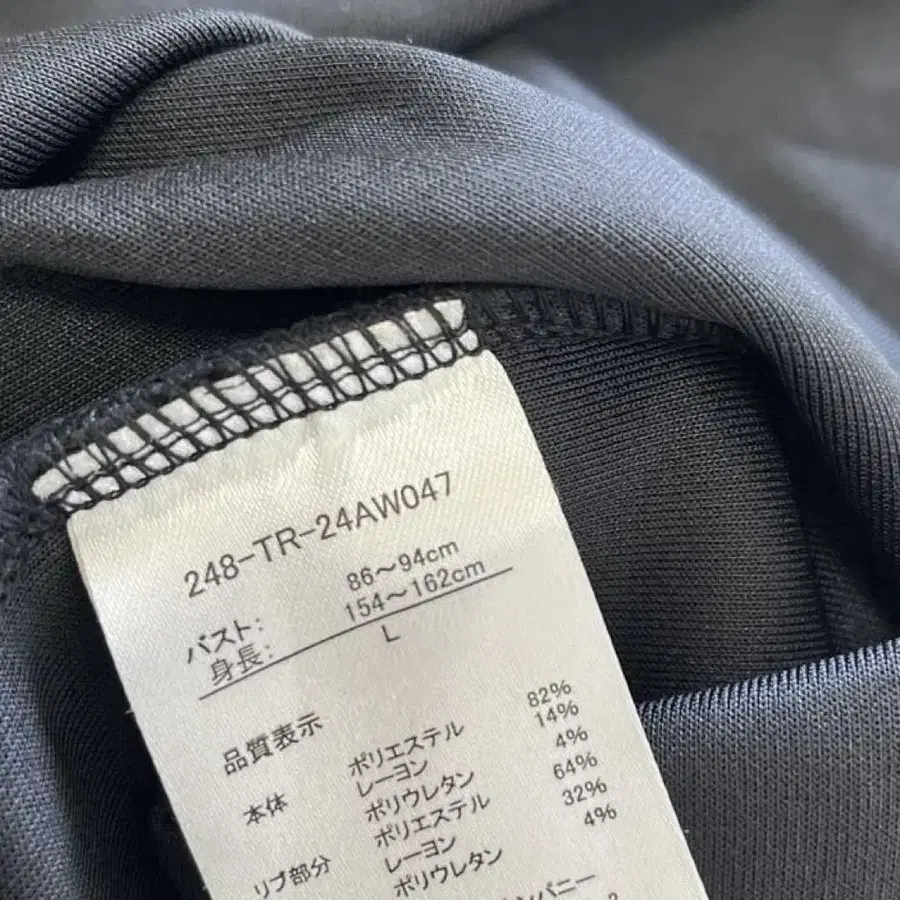 248-TR-24AW047
バスト: 86～94cm
身長: 154～162cm
L
品質表示
本体 ポリエステル 82%
レーヨン 14%
ポリウレタン 4%
リブ部分 ポリエステル 64%
レーヨン 32%
ポリウレタン 4%